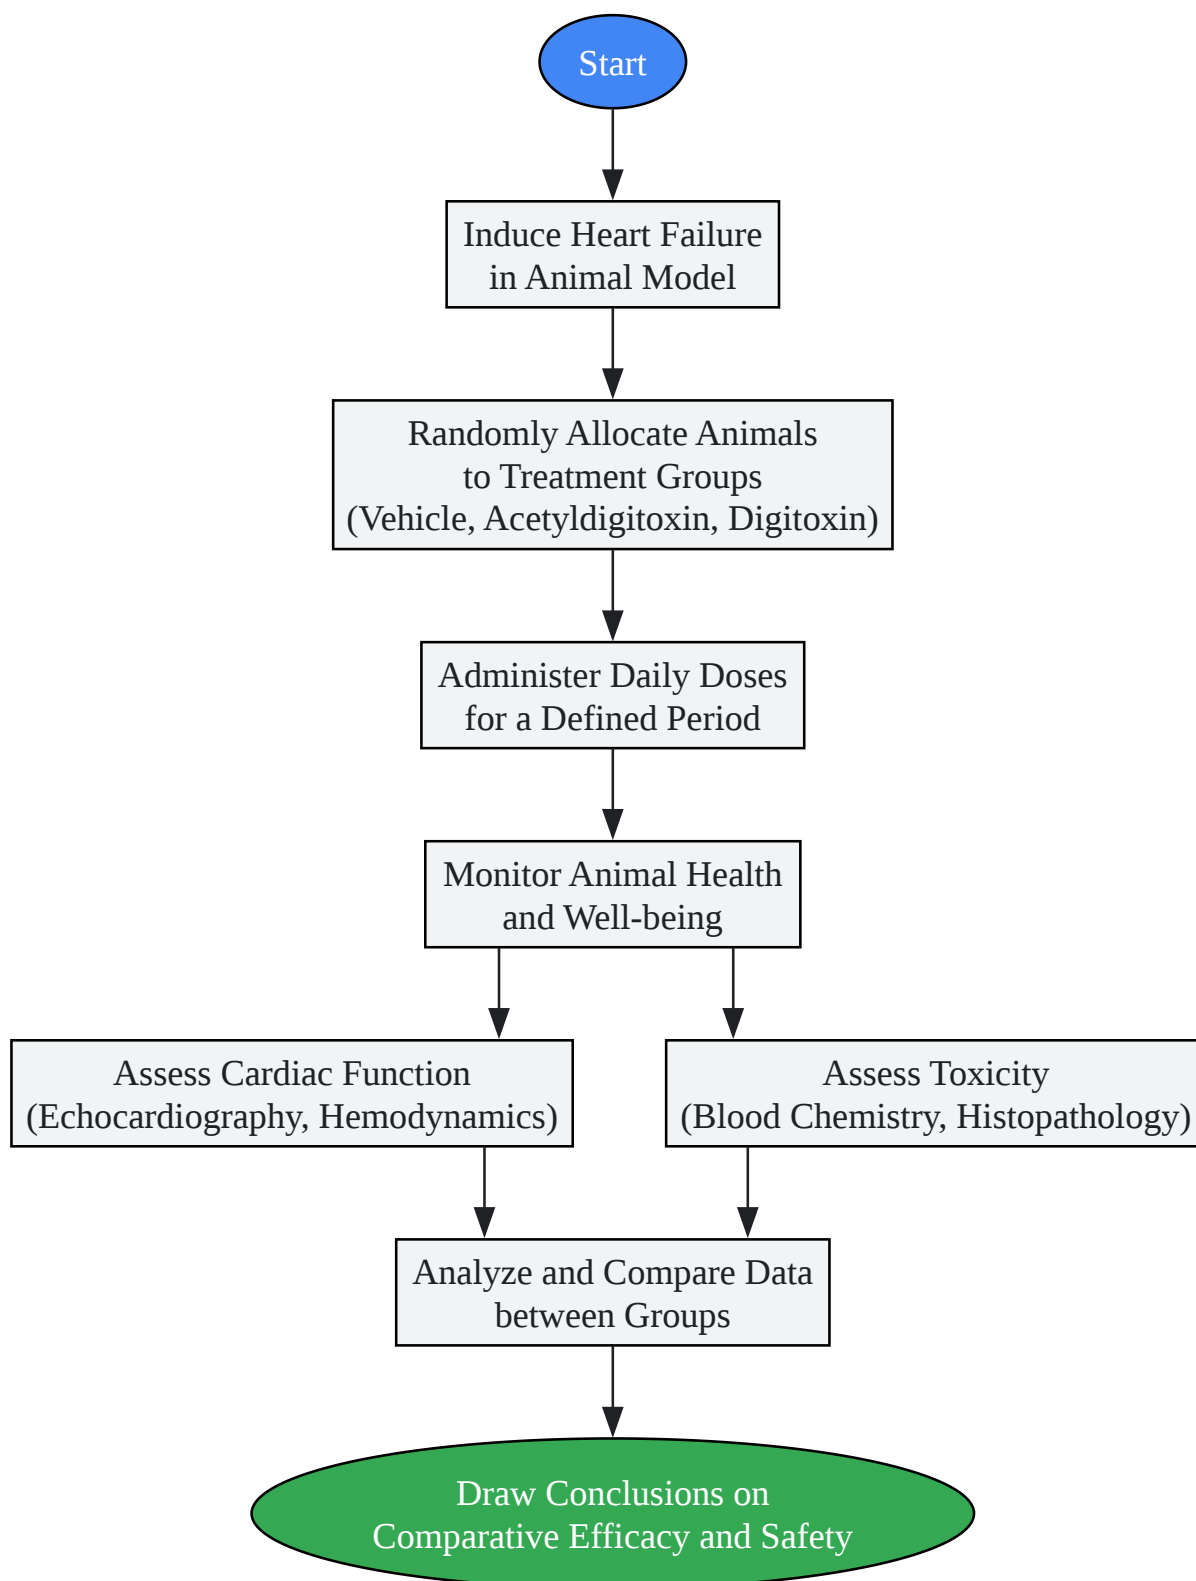 Start
Induce Heart Failure
in Animal Model
Randomly Allocate Animals
to Treatment Groups
(Vehicle, Acetyldigitoxin, Digitoxin)
Administer Daily Doses
for a Defined Period
Monitor Animal Health
and Well-being
Assess Cardiac Function
(Echocardiography, Hemodynamics)
Assess Toxicity
(Blood Chemistry, Histopathology)
Analyze and Compare Data
between Groups
Draw Conclusions on
Comparative Efficacy and Safety